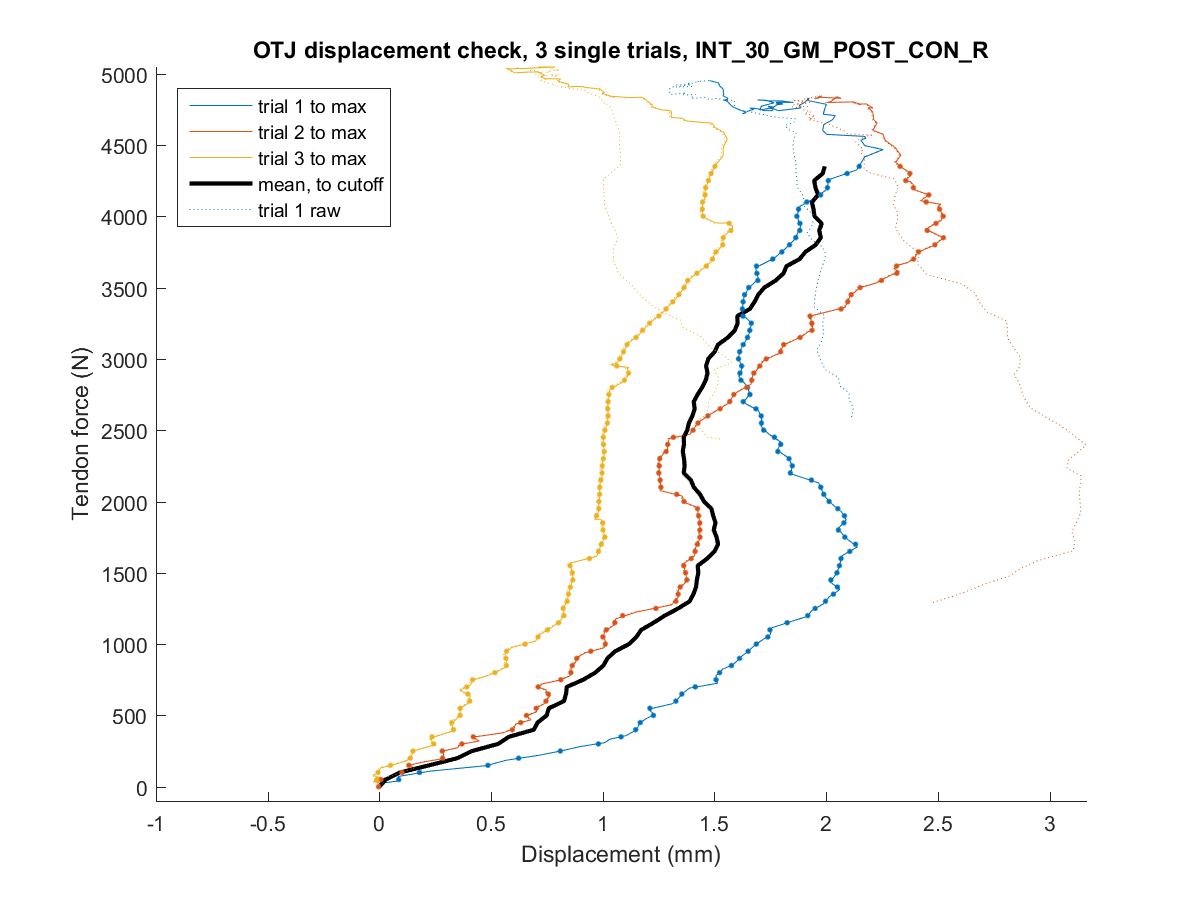 OTJ displacement check, 3 single trials, INT_30_GM_POST_CON_R
5000
4500
4000
3500
3000
2500
2000
1500
1000
500
0
Tendon force (N)
trial 1 to max
trial 2 to max
trial 3 to max
mean, to cutoff
trial 1 raw
-1
-0.5
0
0.5
1
1.5
2
2.5
3
Displacement (mm)